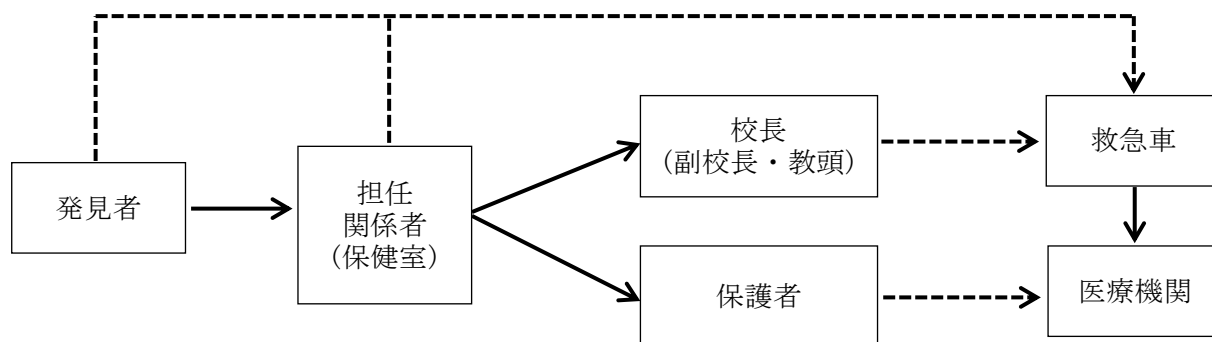 発見者
担任
関係者
(保健室)
校長
(副校長・教頭)
保護者
救急車
医療機関